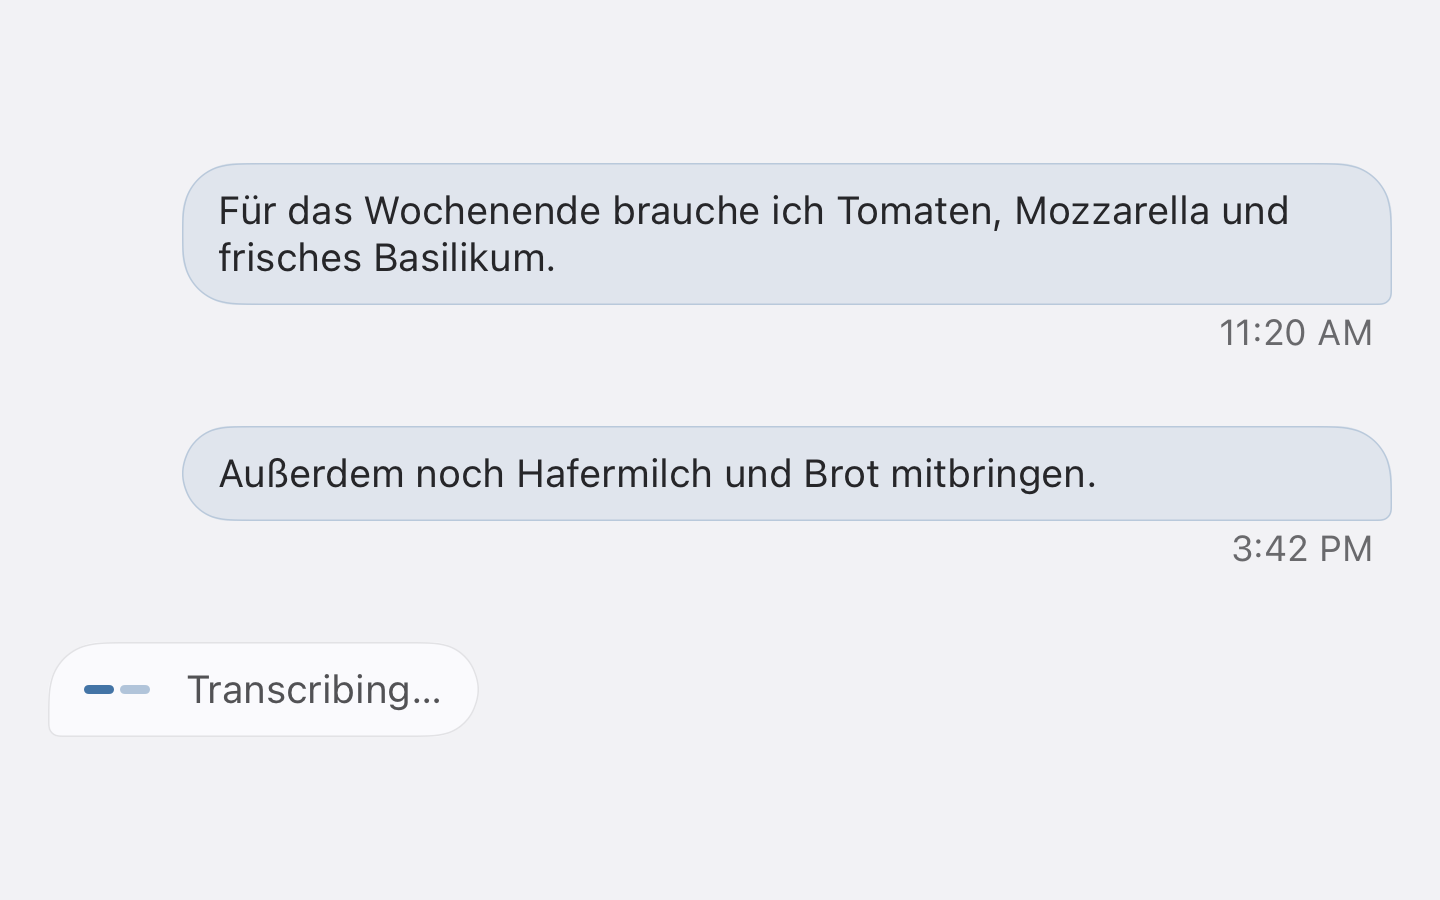 Für das Wochenende brauche ich Tomaten, Mozzarella und
frisches Basilikum.
11:20 AM
Außerdem noch Hafermilch und Brot mitbringen.
3:42 PM
Transcribing...